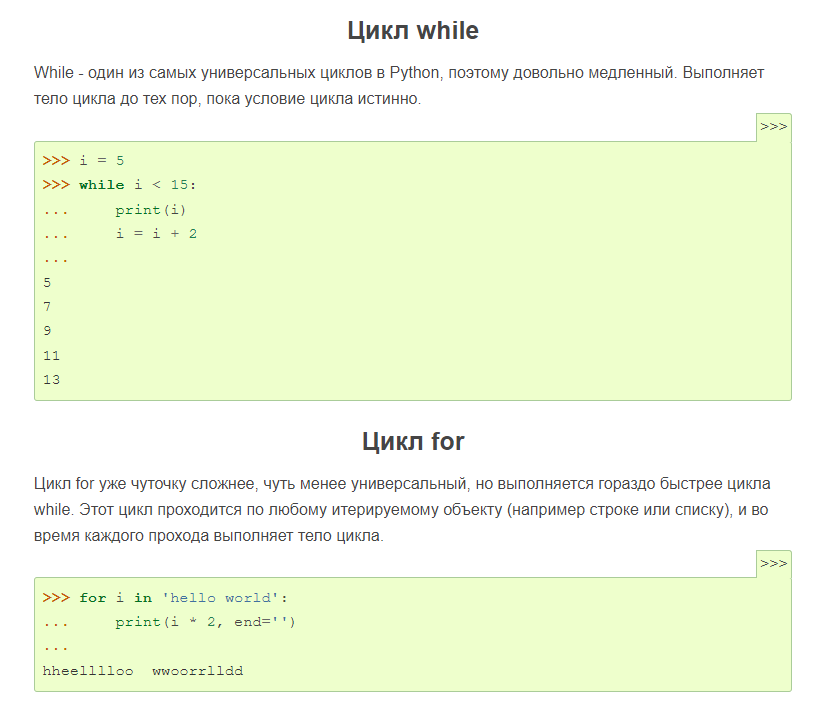 Цикл while
While - один из самых универсальных циклов в Python, поэтому довольно медленный. Выполняет
тело цикла до тех пор, пока условие цикла истинно.
>>>
>>> i = 5
>>> while i < 15:
...     print(i)
...     i = i + 2
...
5
7
9
11
13
Цикл for
Цикл for уже чуточку сложнее, чуть менее универсальный, но выполняется гораздо быстрее цикла
while. Этот цикл проходится по любому итерируемому объекту (например строке или списку), и во
время каждого прохода выполняет тело цикла.
>>>
>>> for i in 'hello world':
...     print(i * 2, end='')
...
hheelllloo  wwoorrlldd